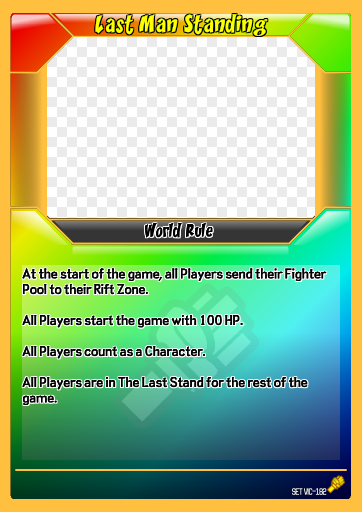 Last Man Standing
World Rule
At the start of the game, all Players send their Fighter
Pool to their Rift Zone.
All Players start the game with 100 HP.
All Players count as a Character.
All Players are in The Last Stand for the rest of the
game.
SET VIC-182